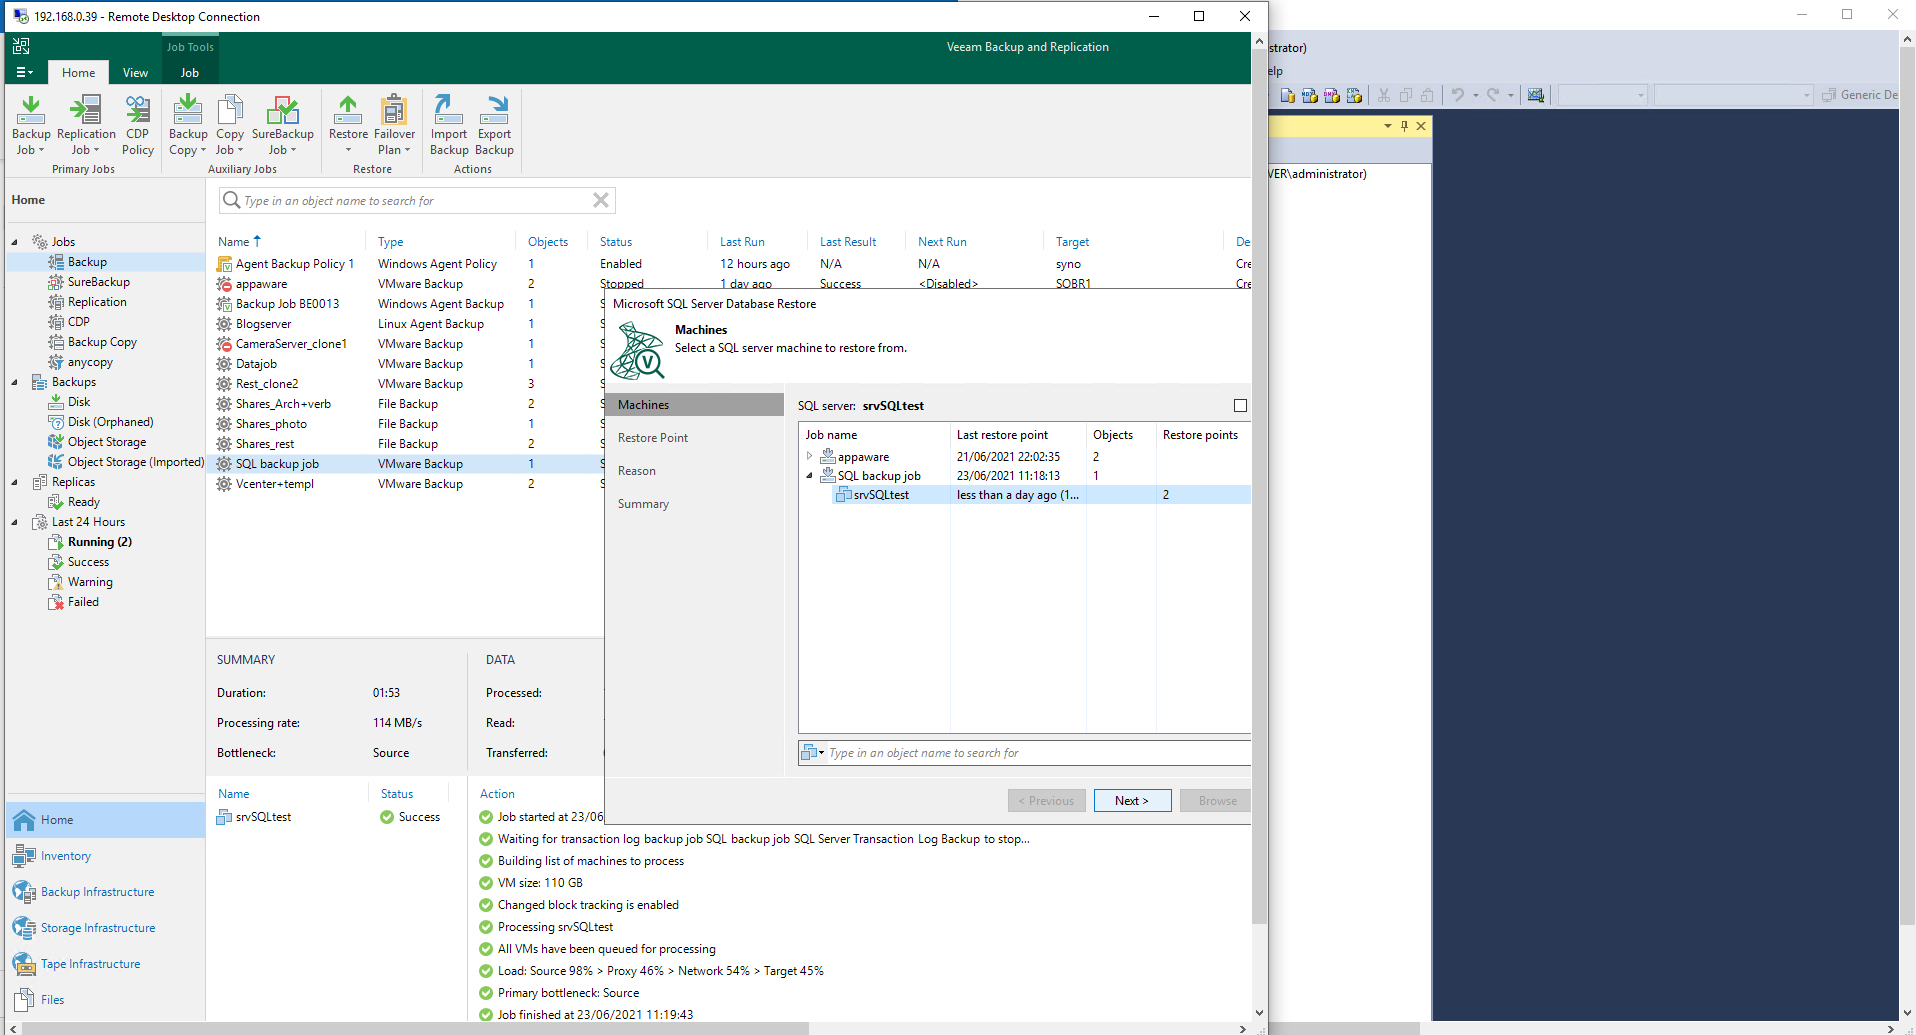 192.168.0.39 - Remote Desktop Connection
Job Tools
Veeam Backup and Replication
Home
View
Job
Backup Job
Replication Job
CDP Policy
Backup Copy
Copy Job
SureBackup Job
Restore
Failover Plan
Import Backup
Export Backup
Primary Jobs
Auxiliary Jobs
Restore
Actions
Home
Type in an object name to search for
Jobs
Backup
SureBackup
Replication
CDP
Backup Copy
anycopy
Backups
Disk
Disk (Orphaned)
Object Storage
Object Storage (Imported)
Replicas
Ready
Last 24 Hours
Running (2)
Success
Warning
Failed
Home
Inventory
Backup Infrastructure
Storage Infrastructure
Tape Infrastructure
Files
Name Type Objects Status Last Run Last Result Next Run Target De
Agent Backup Policy 1 Windows Agent Policy 1 Enabled 12 hours ago N/A N/A syno Cre
appaware VMware Backup 2 Stopped 1 day ago Success <Disabled> SOBR1 Cre
Backup Job BE0013 Windows Agent Backup 1 S
Blogserver Linux Agent Backup 1 S
CameraServer_clone1 VMware Backup 1 S
Datajob VMware Backup 1 S
Rest_clone2 VMware Backup 3 S
Shares_Arch+verb File Backup 2 S
Shares_photo File Backup 1 S
Shares_rest File Backup 2 S
SQL backup job VMware Backup 1 S
Vcenter+templ VMware Backup 2 S
Microsoft SQL Server Database Restore
Machines
Select a SQL server machine to restore from.
Machines
Restore Point
Reason
Summary
SQL server: srvSQLtest
Job name Last restore point Objects Restore points
appaware 21/06/2021 22:02:35 2
SQL backup job 23/06/2021 11:18:13 1
srvSQLtest less than a day ago (1... 2
Type in an object name to search for
< Previous
Next >
Browse
SUMMARY
Duration: 01:53
Processing rate: 114 MB/s
Bottleneck: Source
DATA
Processed:
Read:
Transferred:
Name Status
srvSQLtest Success
Action
Job started at 23/06
Waiting for transaction log backup job SQL backup job SQL Server Transaction Log Backup to stop...
Building list of machines to process
VM size: 110 GB
Changed block tracking is enabled
Processing srvSQLtest
All VMs have been queued for processing
Load: Source 98% > Proxy 46% > Network 54% > Target 45%
Primary bottleneck: Source
Job finished at 23/06/2021 11:19:43
strator)
elp
Generic De
VER\administrator)